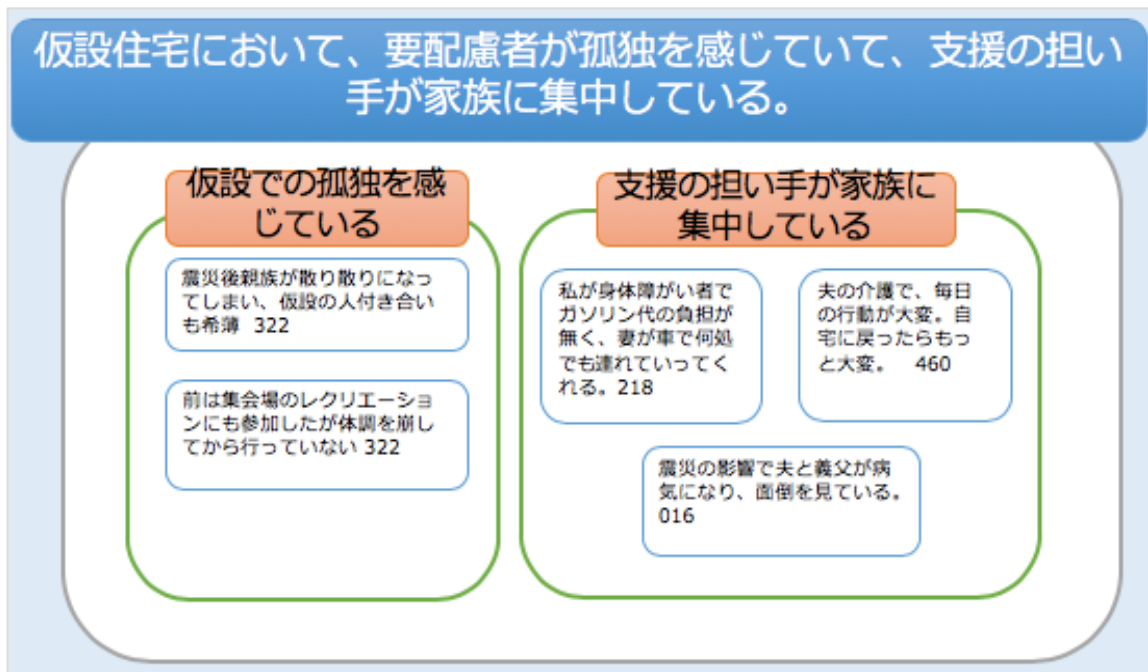 仮設住宅において、要配慮者が孤独を感じていて、支援の担い
手が家族に集中している。
仮設での孤独を感
じている
震災後親族が散り散りになっ
てしまい、仮設の人付き合い
も希薄 322
前は集会場のレクリエーショ
ンにも参加したが体調を崩し
てから行っていない 322
支援の担い手が家族に
集中している
私が身体障がい者で
ガソリン代の負担が
無く、妻が車で何処
でも連れていってく
れる。218
夫の介護で、毎日
の行動が大変。自
宅に戻ったらもっ
と大変。 460
震災の影響で夫と義父が病
気になり、面倒を見ている。
016